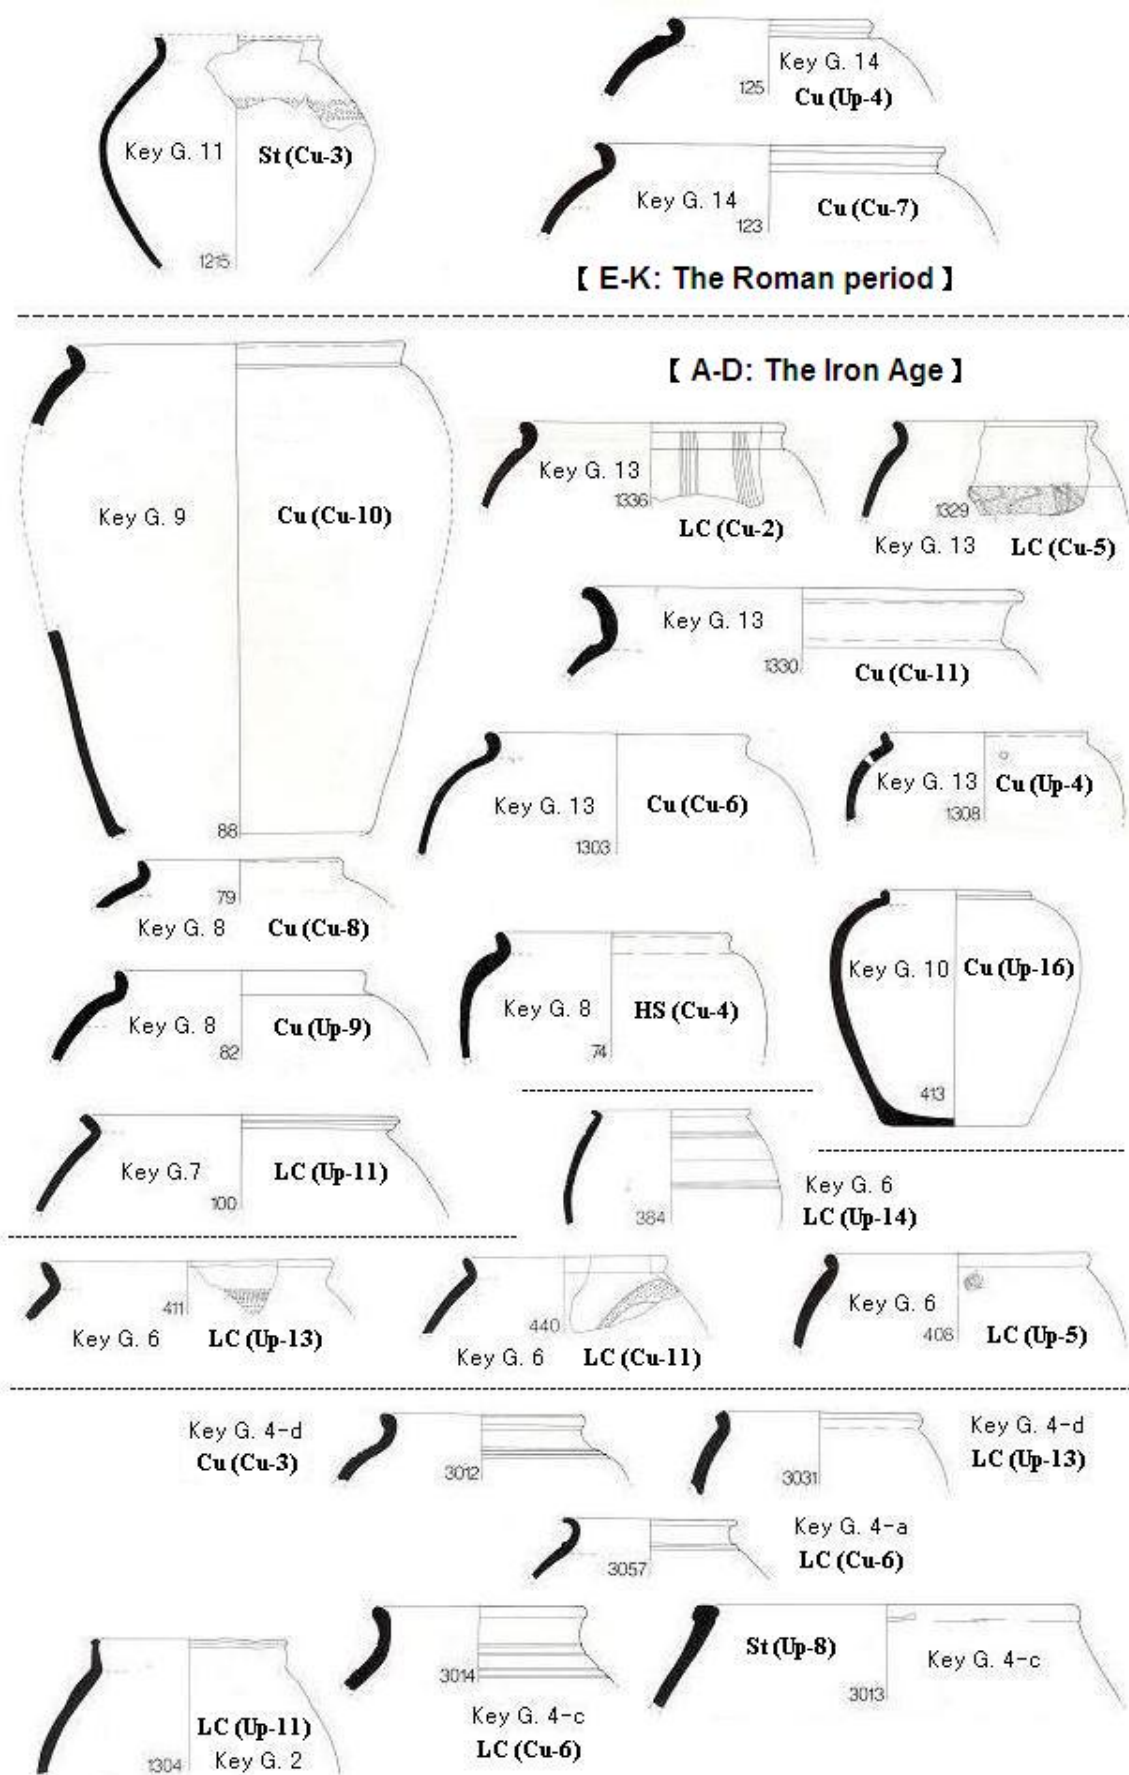 Key G. 14
125
Cu (Up-4)
Key G. 11
St (Cu-3)
1215
Key G. 14
123
Cu (Cu-7)
【 E-K: The Roman period 】
【 A-D: The Iron Age 】
Key G. 9
Cu (Cu-10)
88
Key G. 13
1336
LC (Cu-2)
1329
Key G. 13
LC (Cu-5)
Key G. 13
1330
Cu (Cu-11)
Key G. 13
Cu (Cu-6)
1303
Key G. 13
Cu (Up-4)
1308
79
Key G. 8
Cu (Cu-8)
Key G. 8
Cu (Up-9)
82
Key G. 8
HS (Cu-4)
74
Key G. 10
Cu (Up-16)
413
Key G.7
LC (Up-11)
100
384
Key G. 6
LC (Up-14)
411
Key G. 6
LC (Up-13)
440
Key G. 6
LC (Cu-11)
Key G. 6
408
LC (Up-5)
Key G. 4-d
Cu (Cu-3)
3012
3031
Key G. 4-d
LC (Up-13)
3057
Key G. 4-a
LC (Cu-6)
LC (Up-11)
1304
Key G. 2
3014
Key G. 4-c
LC (Cu-6)
St (Up-8)
3013
Key G. 4-c